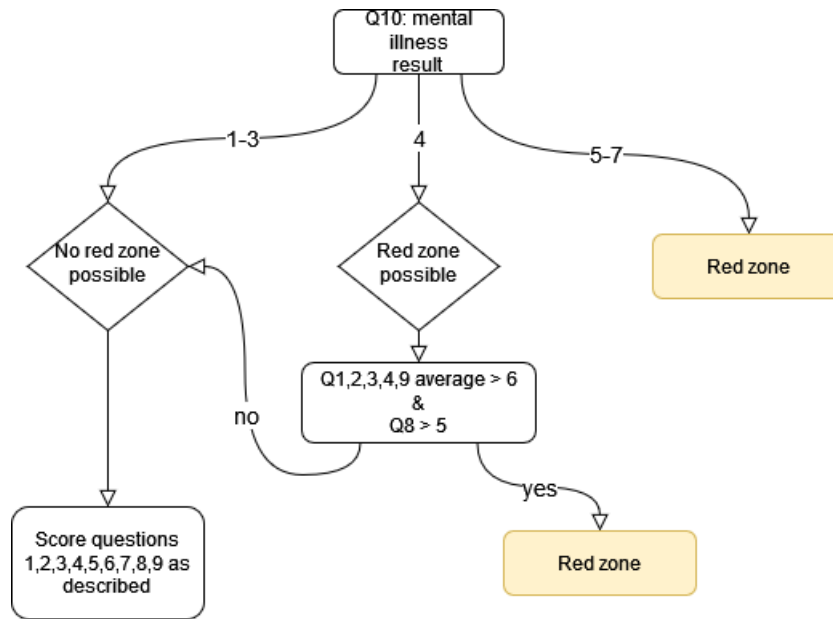 Q10: mental
illness
result
1-3
4
5-7
No red zone
possible
Red zone
possible
Red zone
Q1,2,3,4,9 average > 6
&
Q8 > 5
no
yes
Score questions
1,2,3,4,5,6,7,8,9 as
described
Red zone